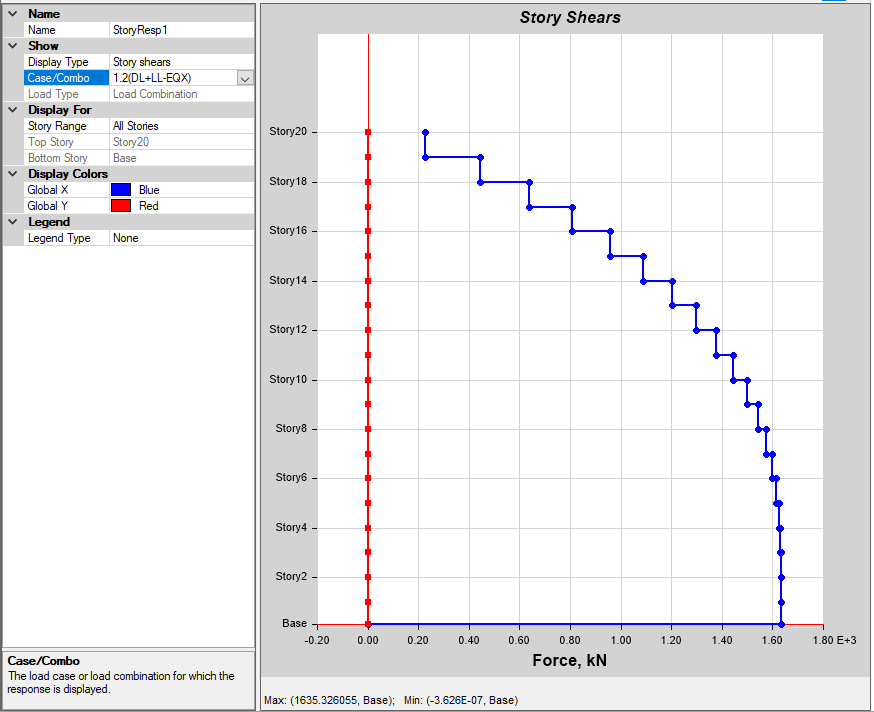 Name
Name StoryResp1
Show
Display Type Story shears
Case/Combo 1.2(DL+LL-EQX)
Load Type Load Combination
Display For
Story Range All Stories
Top Story Story20
Bottom Story Base
Display Colors
Global X Blue
Global Y Red
Legend
Legend Type None
Case/Combo
The load case or load combination for which the
response is displayed.
Story Shears
Story20
Story18
Story16
Story14
Story12
Story10
Story8
Story6
Story4
Story2
Base
-0.20 0.00 0.20 0.40 0.60 0.80 1.00 1.20 1.40 1.60 1.80 E+3
Force, kN
Max: (1635.326055, Base); Min: (-3.626E-07, Base)